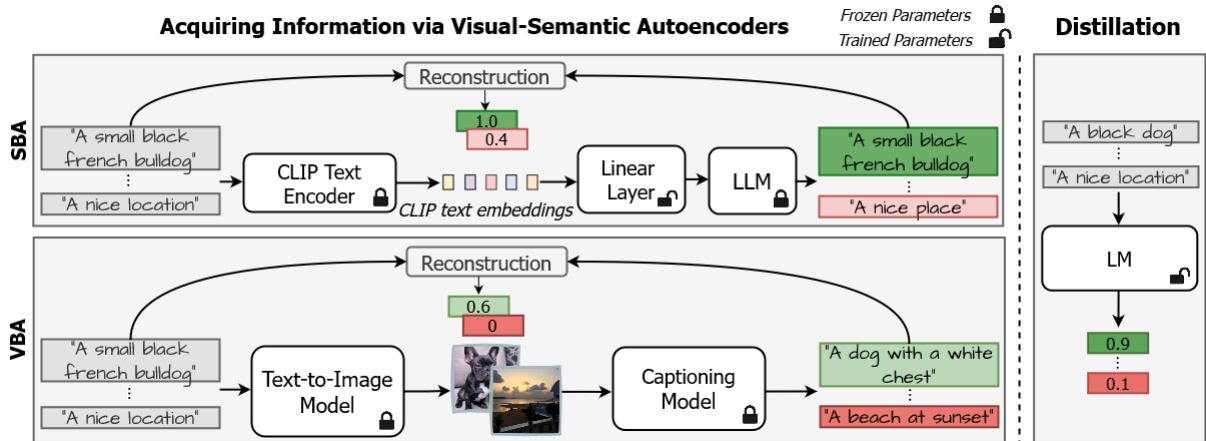 Acquiring Information via Visual-Semantic Autoencoders
Frozen Parameters
Trained Parameters
Distillation
SBA
Reconstruction
1.0
0.4
"A small black
french bulldog"
"A nice location"
CLIP Text
Encoder
CLIP text embeddings
Linear
Layer
LLM
"A small black
french bulldog"
"A nice place"
VBA
Reconstruction
0.6
0
"A small black
french bulldog"
"A nice location"
Text-to-Image
Model
Captioning
Model
"A dog with a white
chest"
"A beach at sunset"
"A black dog"
"A nice location"
LM
0.9
0.1